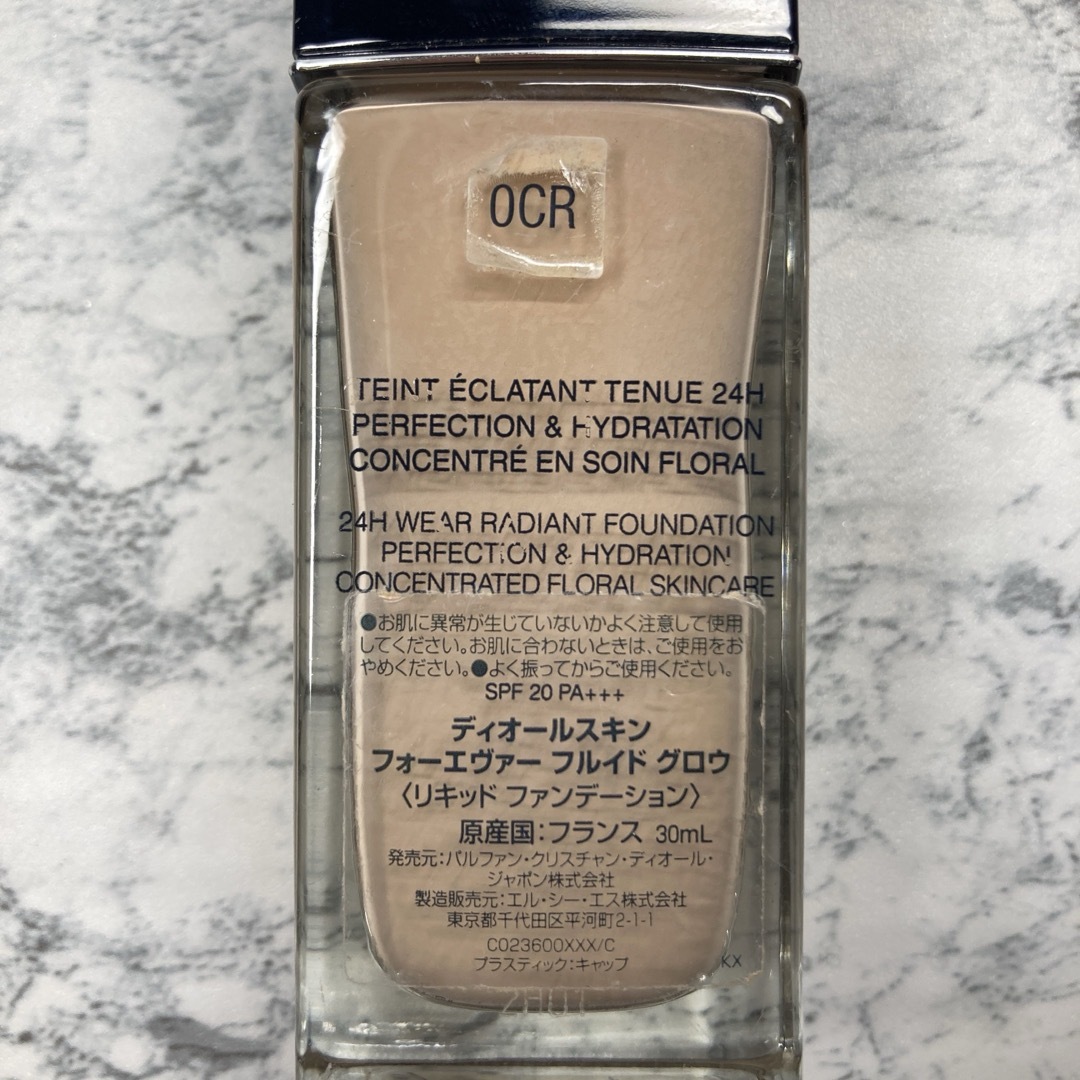 0CR
TEINT ÉCLATANT TENUE 24H
PERFECTION & HYDRATATION
CONCENTRÉ EN SOIN FLORAL
24H WEAR RADIANT FOUNDATION
PERFECTION & HYDRATION
CONCENTRATED FLORAL SKINCARE
●お肌に異常が生じていないかよく注意して使用
してください。お肌に合わないときは、ご使用をお
やめください。●よく振ってからご使用ください。
SPF 20 PA+++
ディオールスキン
フォーエヴァー フルイド グロウ
〈リキッド ファンデーション〉
原産国：フランス 30mL
発売元：パルファン・クリスチャン・ディオール・
ジャポン株式会社
製造販売元：エル・シー・エス株式会社
東京都千代田区平河町2-1-1
C023600XXX/C
プラスティック：キャップ
KX
2H01